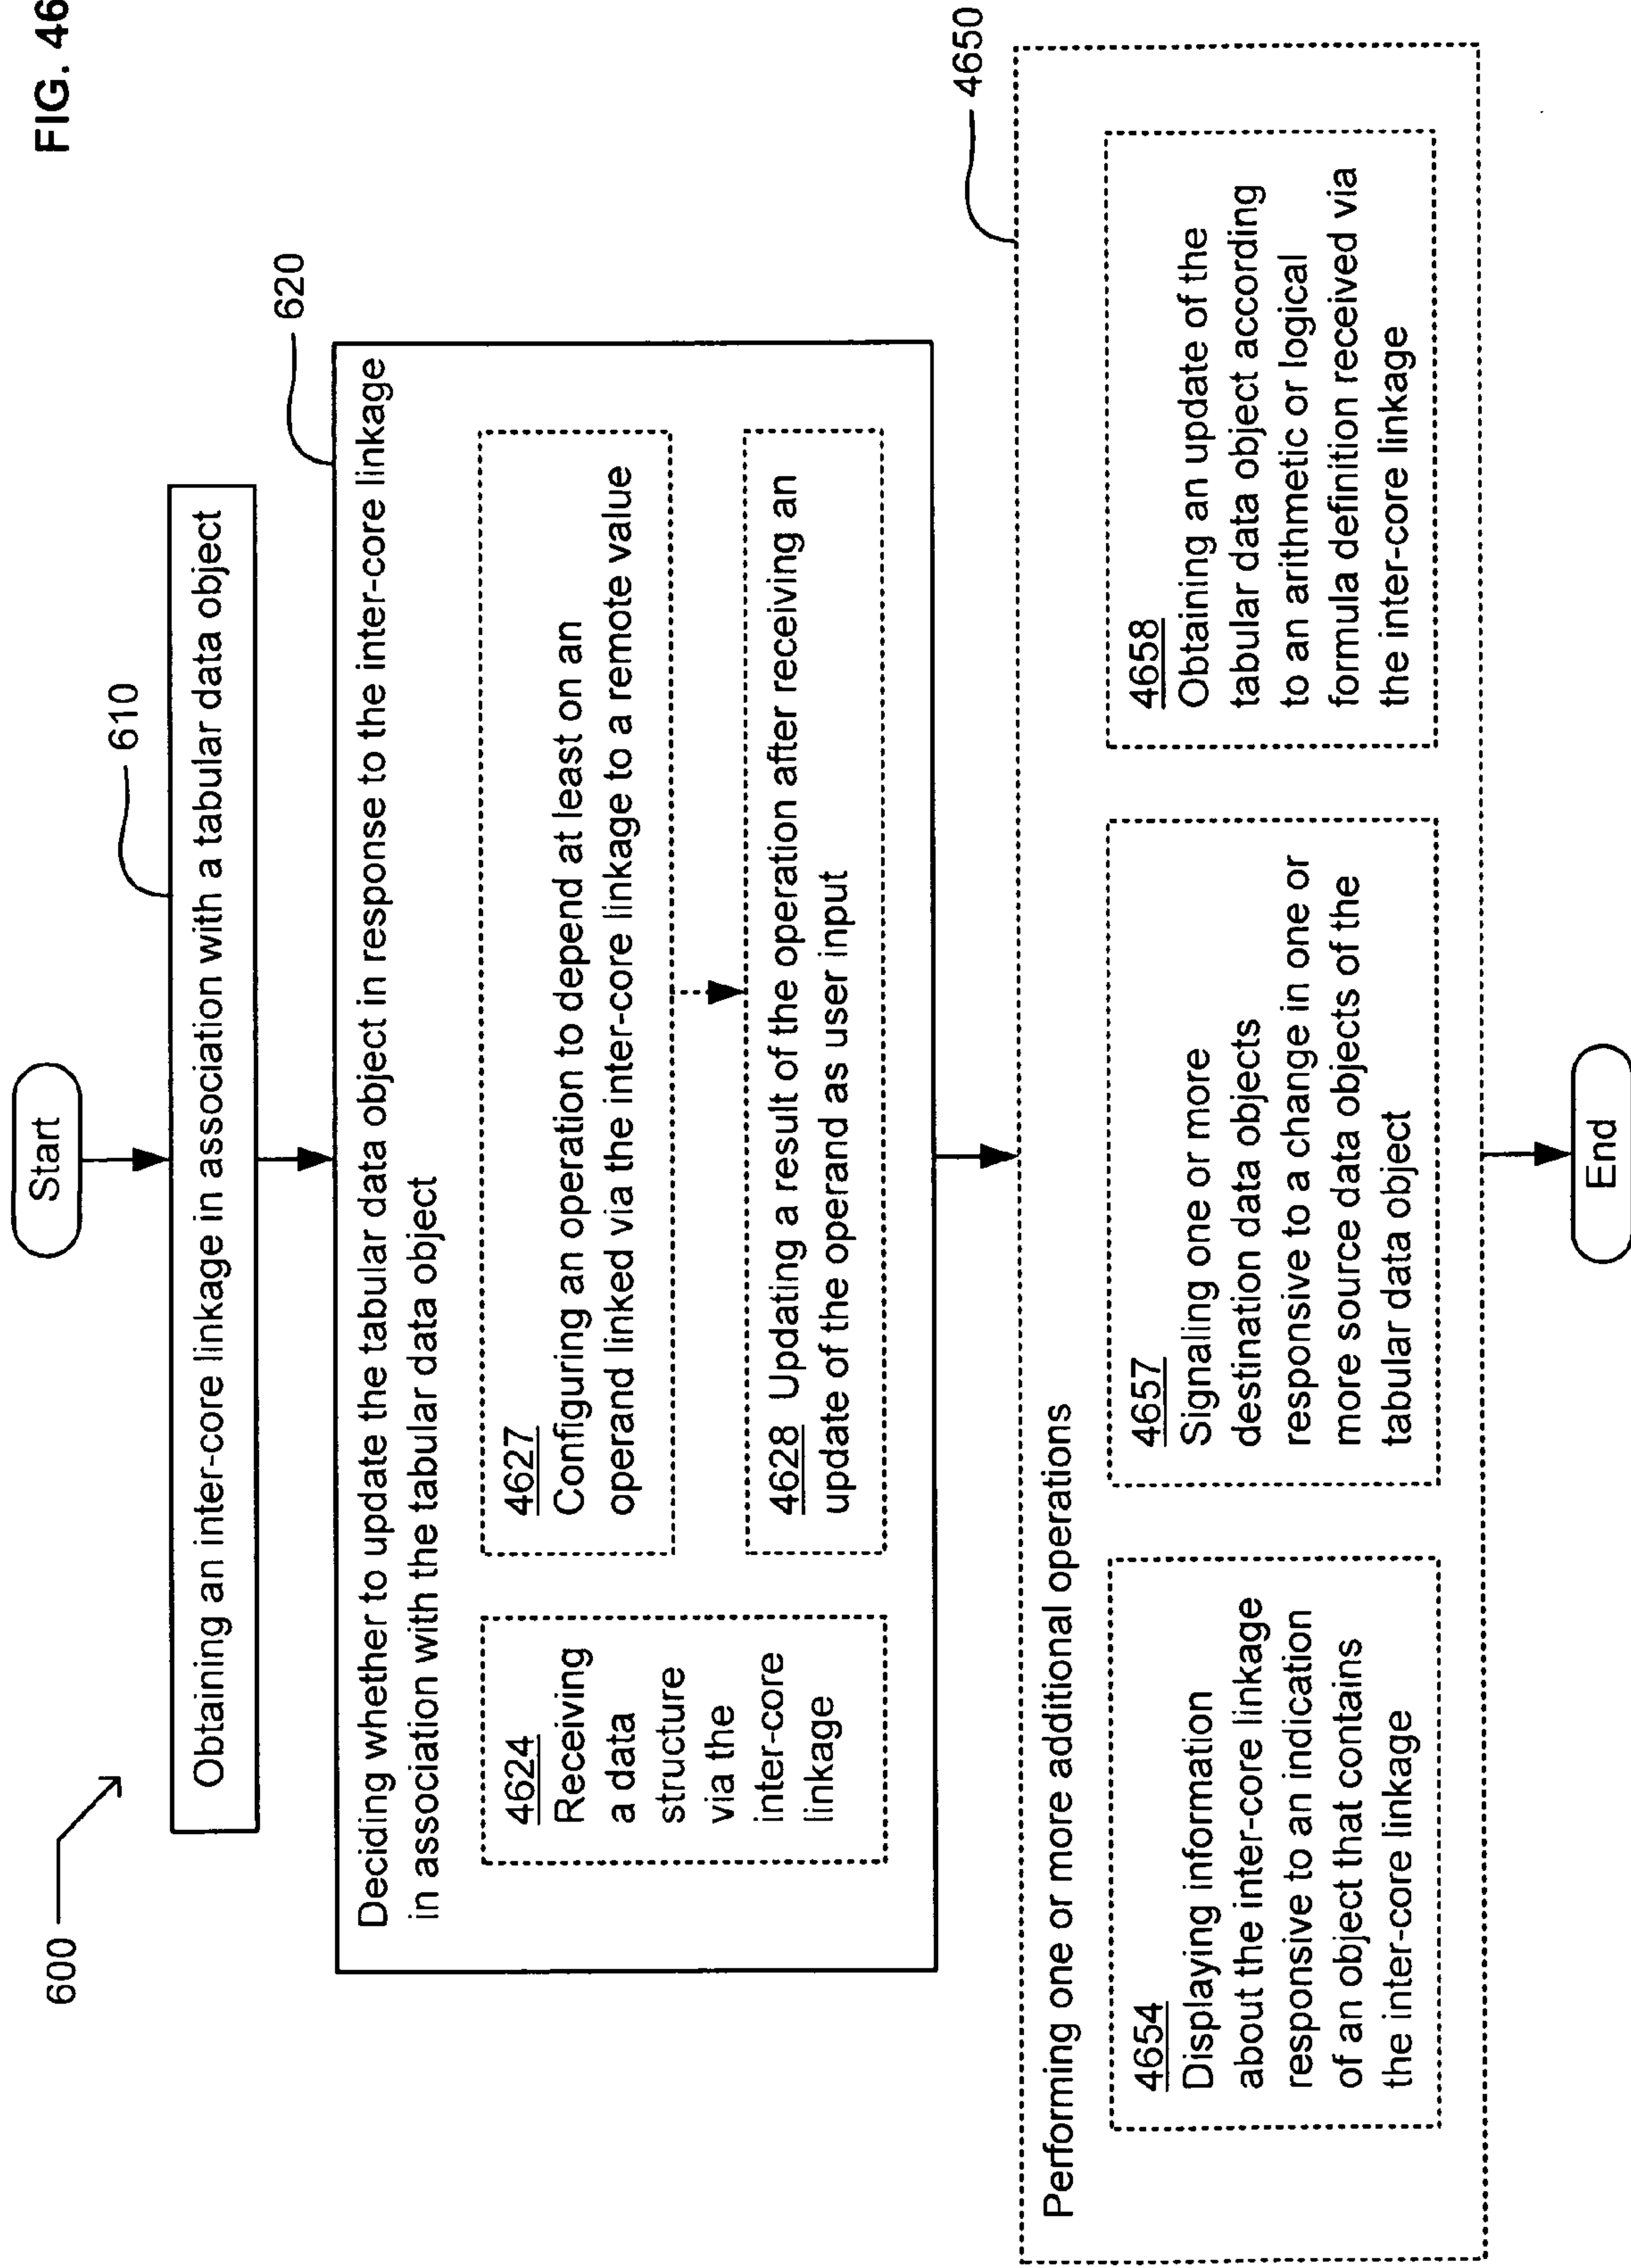 FIG. 46
600
Start
610
Obtaining an inter-core linkage in association with a tabular data object
620
Deciding whether to update the tabular data object in response to the inter-core linkage
in association with the tabular data object
4624
Receiving
a data
structure
via the
inter-core
linkage
4627
Configuring an operation to depend at least on an
operand linked via the inter-core linkage to a remote value
4628 Updating a result of the operation after receiving an
update of the operand as user input
4650
Performing one or more additional operations
4654
Displaying information
about the inter-core linkage
responsive to an indication
of an object that contains
the inter-core linkage
4657
Signaling one or more
destination data objects
responsive to a change in one or
more source data objects of the
tabular data object
4658
Obtaining an update of the
tabular data object according
to an arithmetic or logical
formula definition received via
the inter-core linkage
End